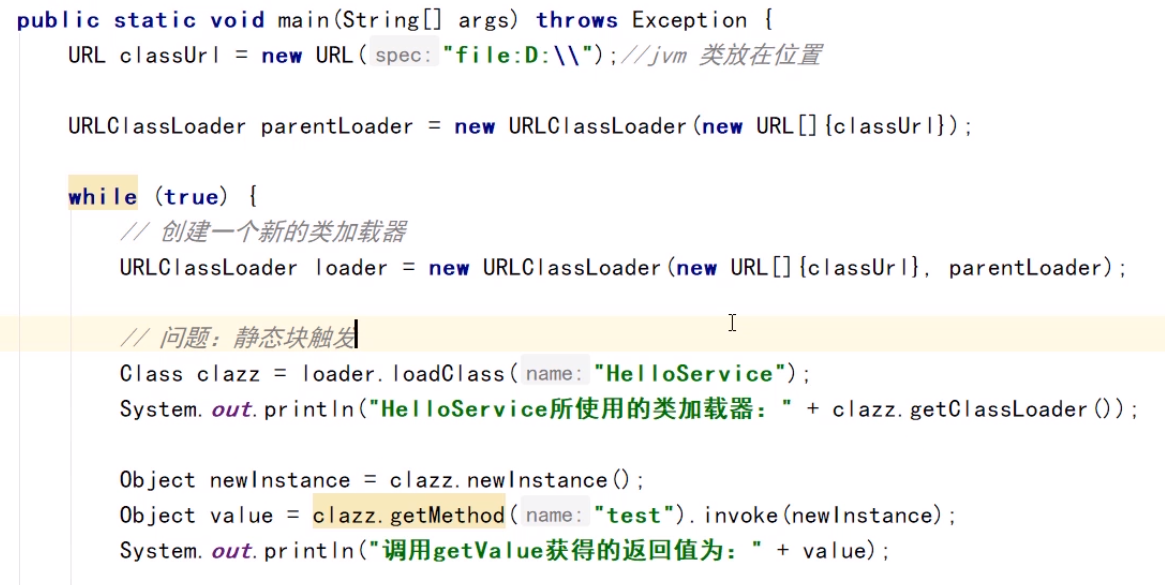 public static void main(String[] args) throws Exception {
URL classUrl = new URL( spec: "file:D:\\");//jvm 类放在位置
URLClassLoader parentLoader = new URLClassLoader(new URL[]{classUrl});
while (true) {
// 创建一个新的类加载器
URLClassLoader loader = new URLClassLoader(new URL[]{classUrl}, parentLoader);
// 问题：静态块触发
Class clazz = loader.loadClass( name: "HelloService");
System.out.println("HelloService所使用的类加载器：" + clazz.getClassLoader());
Object newInstance = clazz.newInstance();
Object value = clazz.getMethod( name: "test").invoke(newInstance);
System.out.println("调用getValue获得的返回值为：" + value);